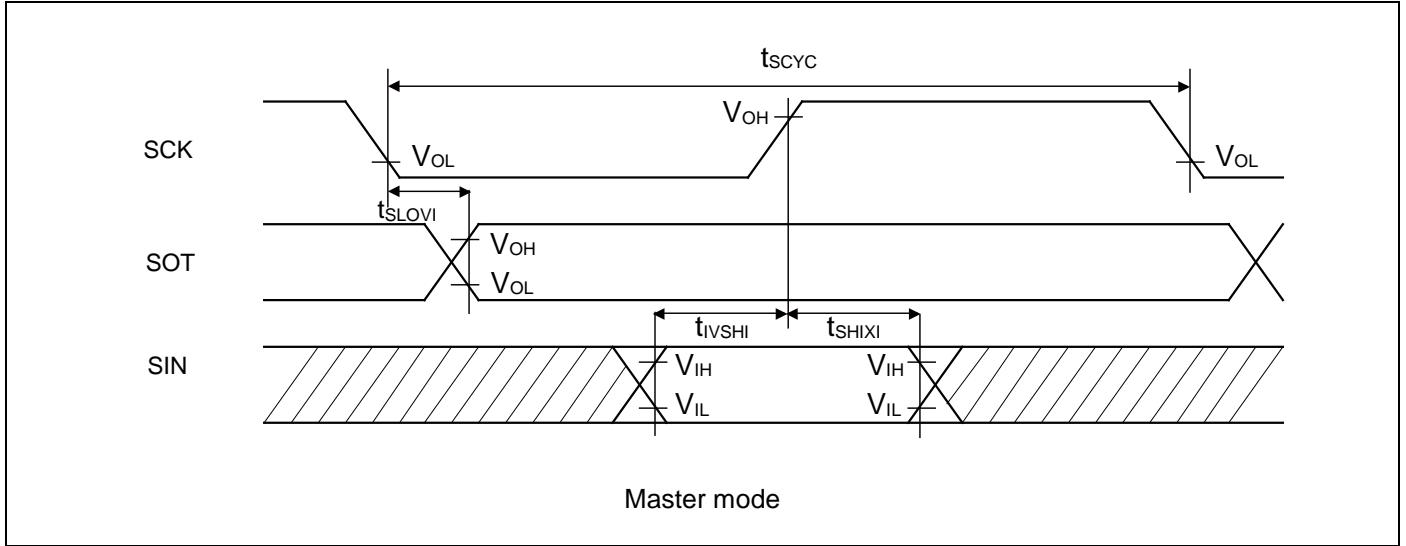 tSCYC
VOH
SCK
VOL
VOL
tSLOVI
VOH
SOT
VOL
tIVSHI
tSHIXI
SIN
VIH
VIH
VIL
VIL
Master mode